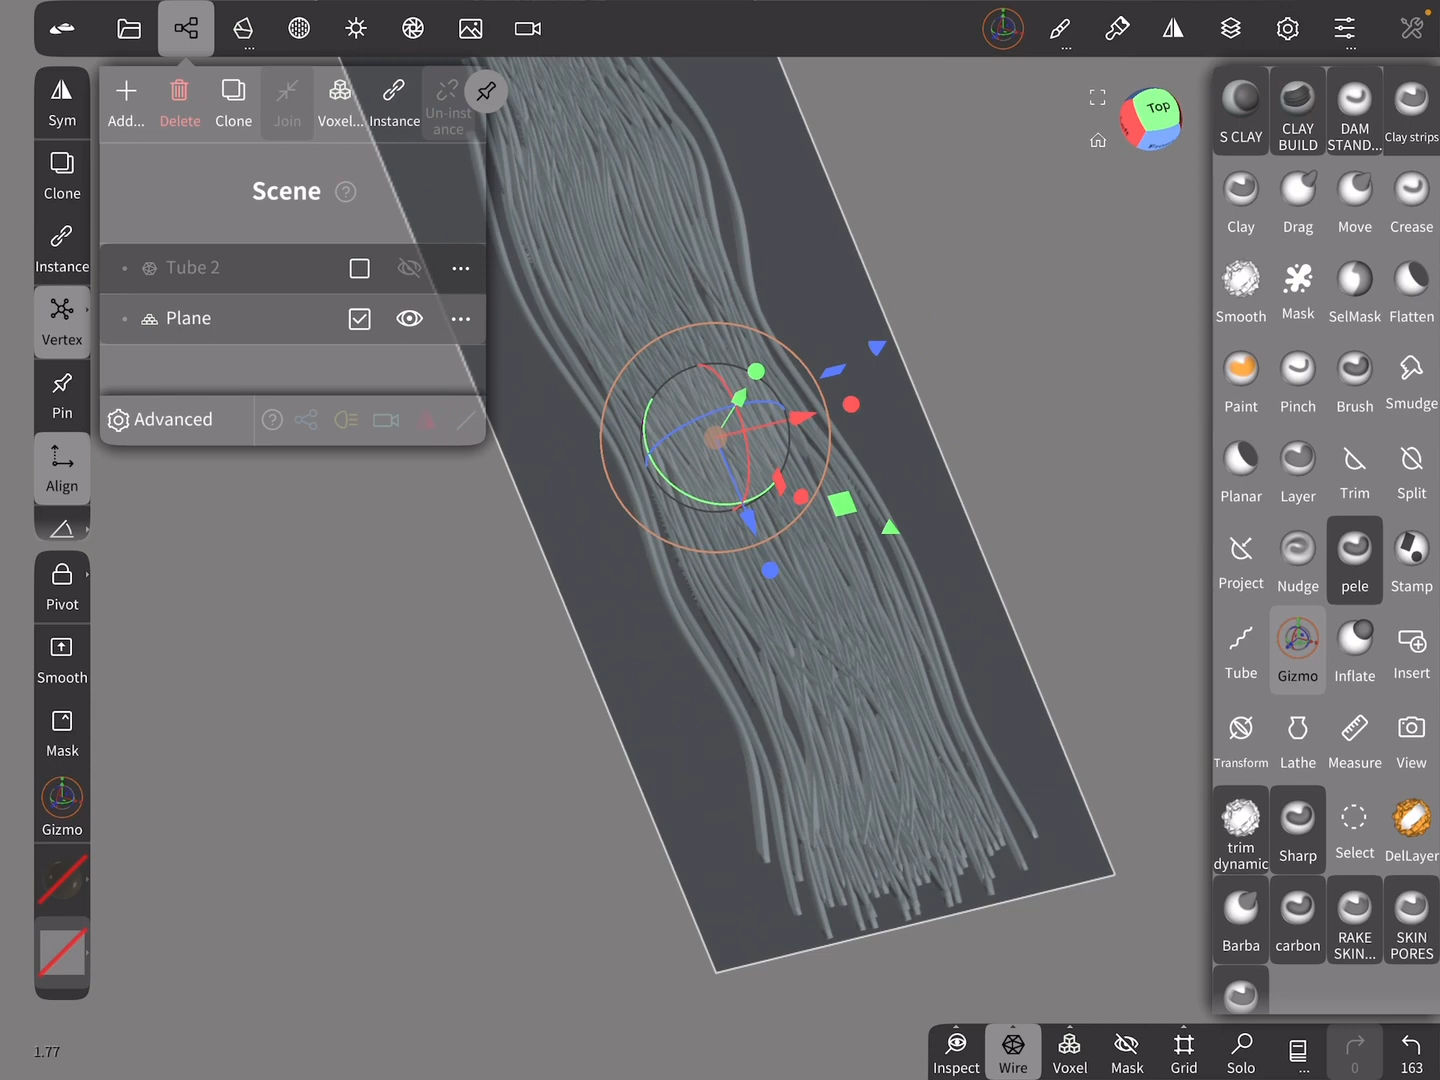 Sym
Clone
Instance
Vertex
Pin
Align
Pivot
Smooth
Mask
Gizmo
Add...
Delete
Clone
Join
Voxel...
Instance
Un-inst
ance
Scene ?
Tube 2
Plane
Advanced
?
Top
S CLAY
CLAY
BUILD
DAM
STAND...
Clay strips
Clay
Drag
Move
Crease
Smooth
Mask
SelMask
Flatten
Paint
Pinch
Brush
Smudge
Planar
Layer
Trim
Split
Project
Nudge
pele
Stamp
Tube
Gizmo
Inflate
Insert
Transform
Lathe
Measure
View
trim
dynamic
Sharp
Select
DelLayer
Barba
carbon
RAKE
SKIN...
SKIN
PORES
1.77
Inspect
Wire
Voxel
Mask
Grid
Solo
...
0
163